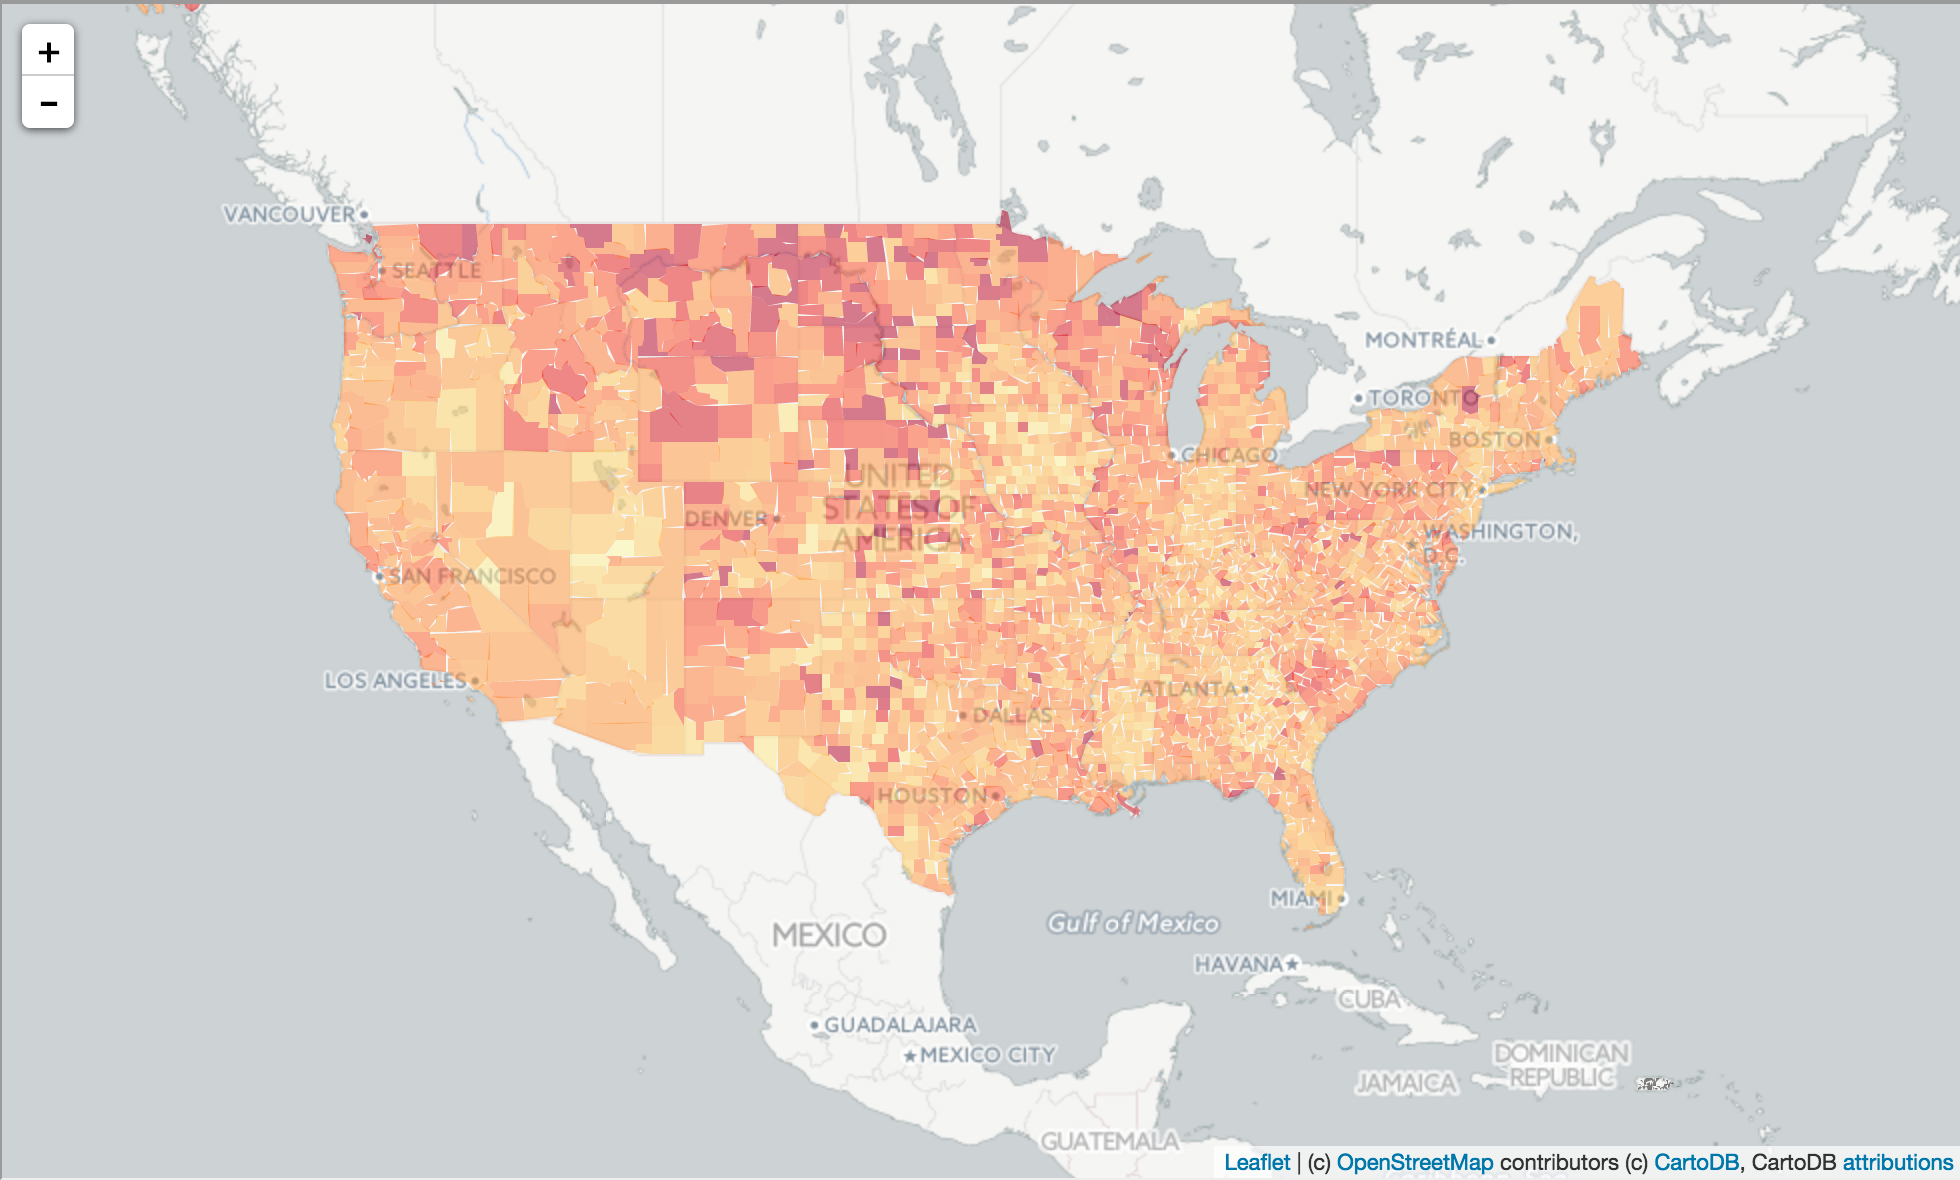 +
−
VANCOUVER
SEATTLE
MONTRÉAL
TORONTO
BOSTON
CHICAGO
UNITED
STATES OF
AMERICA
NEW YORK CITY
DENVER
WASHINGTON,
D.C.
SAN FRANCISCO
LOS ANGELES
ATLANTA
DALLAS
HOUSTON
MIAMI
Gulf of Mexico
MEXICO
HAVANA
CUBA
GUADALAJARA
MEXICO CITY
DOMINICAN
REPUBLIC
JAMAICA
GUATEMALA
Leaflet | (c) OpenStreetMap contributors (c) CartoDB, CartoDB attributions